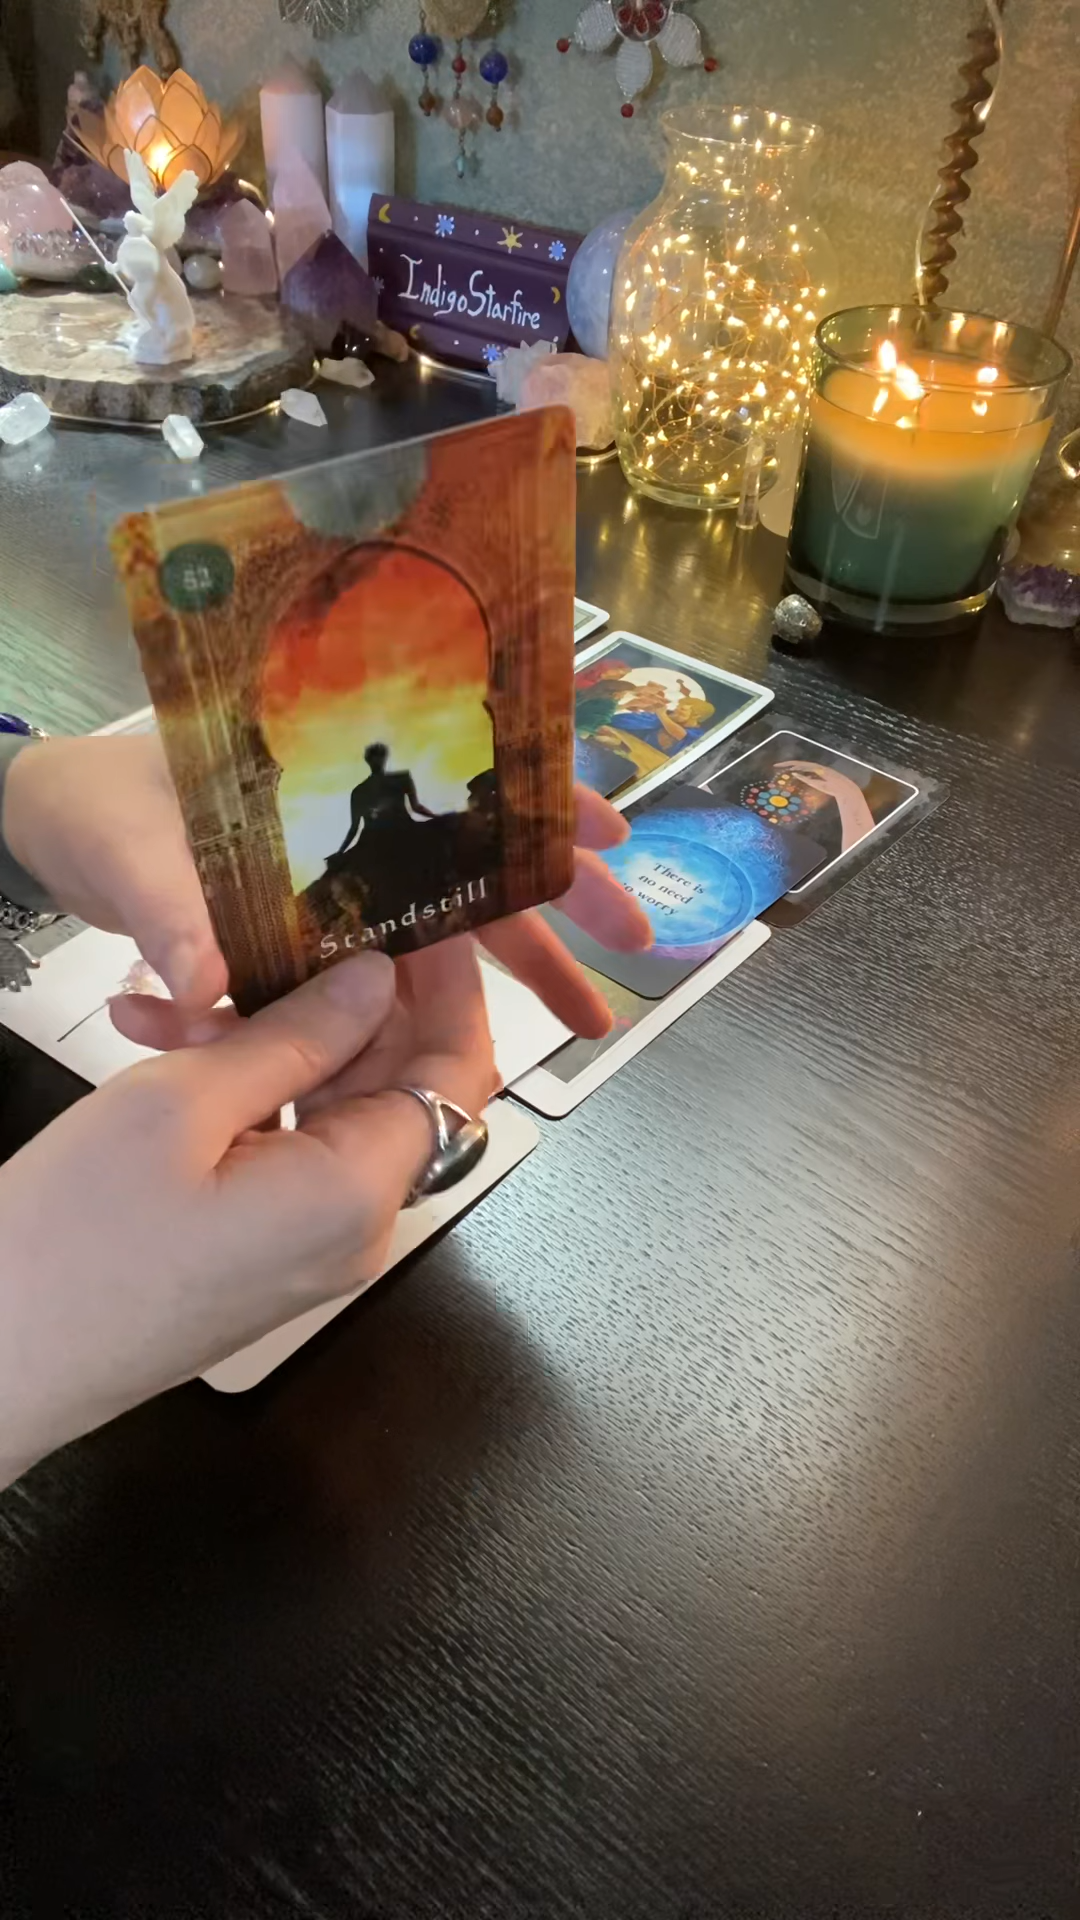 IndigoStarfire
Standstill
There is
no need
to worry